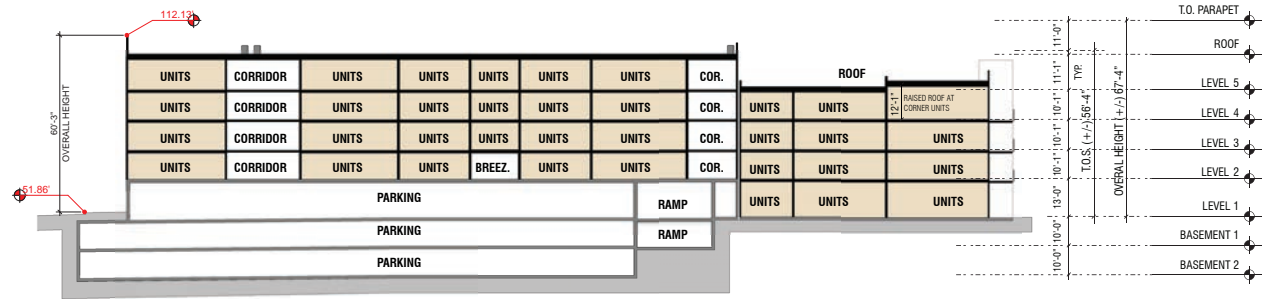 112.13'
T.O. PARAPET
11'-0"
ROOF
ROOF
UNITS CORRIDOR UNITS UNITS UNITS UNITS UNITS COR.
11'-1"
TYP.
LEVEL 5
60'-3"
OVERALL HEIGHT
UNITS CORRIDOR UNITS UNITS UNITS UNITS UNITS COR. UNITS UNITS
12'-1"
RAISED ROOF AT
CORNER UNITS
10'-1"
LEVEL 4
UNITS CORRIDOR UNITS UNITS UNITS UNITS UNITS COR. UNITS UNITS UNITS
10'-1"
LEVEL 3
T.O.S. (+/-) 56'-4"
OVERAL HEIGHT (+/-) 67'-4"
UNITS CORRIDOR UNITS UNITS BREEZ. UNITS UNITS COR. UNITS UNITS UNITS
10'-1"
LEVEL 2
51.86'
PARKING RAMP UNITS UNITS UNITS
13'-0"
LEVEL 1
PARKING RAMP
10'-0"
BASEMENT 1
PARKING
10'-0"
BASEMENT 2